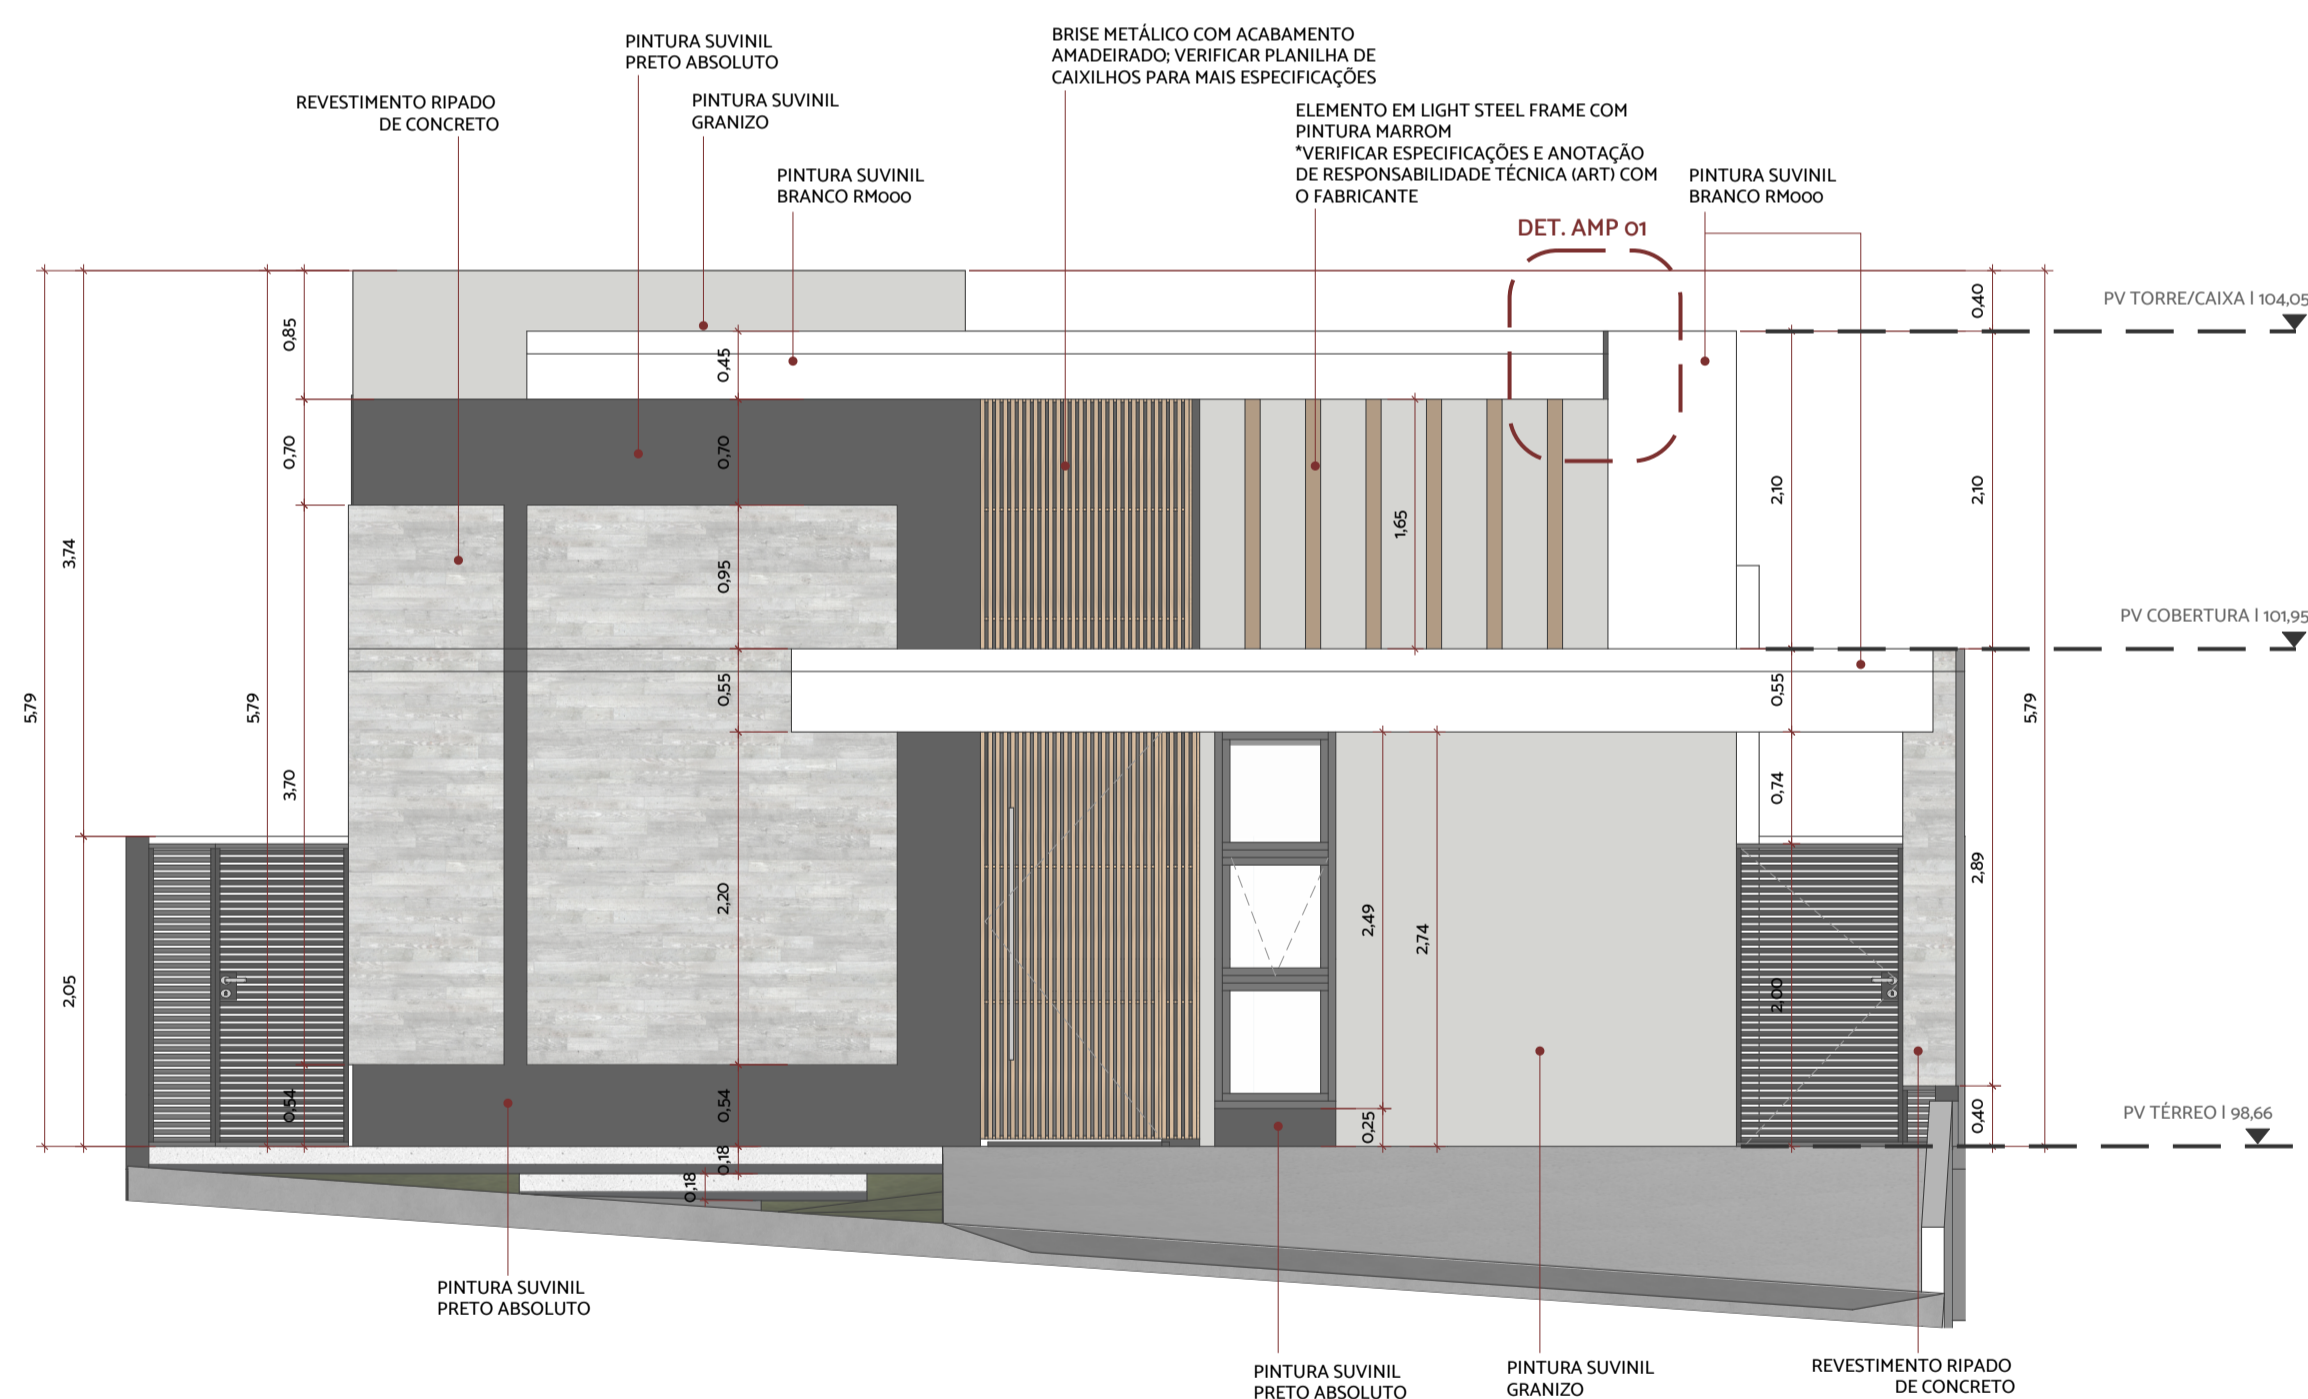 PINTURA SUVINIL
PRETO ABSOLUTO
BRISE METÁLICO COM ACABAMENTO
AMADEIRADO; VERIFICAR PLANILHA DE
CAIXILHOS PARA MAIS ESPECIFICAÇÕES
REVESTIMENTO RIPADO
DE CONCRETO
PINTURA SUVINIL
GRANIZO
ELEMENTO EM LIGHT STEEL FRAME COM
PINTURA MARROM
*VERIFICAR ESPECIFICAÇÕES E ANOTAÇÃO
DE RESPONSABILIDADE TÉCNICA (ART) COM
O FABRICANTE
PINTURA SUVINIL
BRANCO RM000
PINTURA SUVINIL
BRANCO RM000
DET. AMP 01
PV TORRE/CAIXA | 104,05
0,40
0,85
0,45
0,70
0,70
2,10
2,10
1,65
3,74
0,95
PV COBERTURA | 101,95
5,79
5,79
0,55
0,55
5,79
3,70
0,74
2,89
2,20
2,49
2,74
2,05
2,00
0,54
0,54
0,25
0,40
PV TÉRREO | 98,66
0,18
0,18
PINTURA SUVINIL
PRETO ABSOLUTO
PINTURA SUVINIL
PRETO ABSOLUTO
PINTURA SUVINIL
GRANIZO
REVESTIMENTO RIPADO
DE CONCRETO